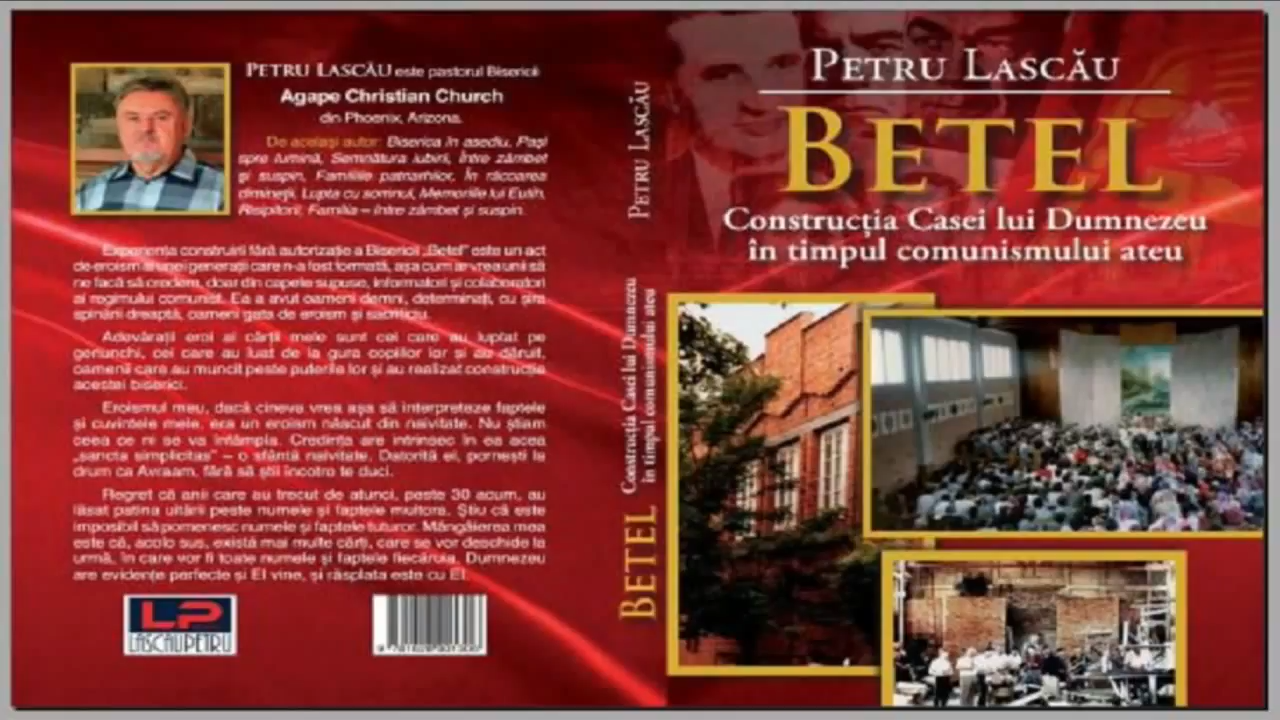 PETRU LASCĂU este pastorul Bisericii
Agape Christian Church
din Phoenix, Arizona.
De același autor: Biserica în asediu, Pași
spre lumină, Semnătura iubirii, Între zâmbet
și suspin, Familiile patriarhilor, În răcoarea
dimineții, Lupta cu somnul, Memoriile lui Eutih,
Risipitorii, Familia – între zâmbet și suspin.
Experiența construirii fără autorizație a Bisericii „Betel” este un act
de eroism al unei generații care n-a fost formată, așa cum ar vrea unii să
ne facă să credem, doar din capete supuse, informatori și colaboratori
ai regimului comunist. Ea a avut oameni demni, determinați, cu șira
spinării dreaptă, oameni gata de eroism și sacrificiu.
Adevărații eroi ai cărții mele sunt cei care au luptat pe
genunchi, cei care au luat de la gura copiilor lor și au dăruit,
oamenii care au muncit peste puterile lor și au realizat construcția
acestei biserici.
Eroismul meu, dacă cineva vrea așa să interpreteze faptele
și cuvintele mele, era un eroism născut din naivitate. Nu știam
ceea ce ni se va întâmpla. Credința are intrinsec în ea acea
„sancta simplicitas” – o sfântă naivitate. Datorită ei, pornești la
drum ca Avraam, fără să știi încotro te duci.
Regret că anii care au trecut de atunci, peste 30 acum, au
lăsat patina uitării peste numele și faptele multora. Știu că este
imposibil să pomenesc numele și faptele tuturor. Mângâierea mea
este că, acolo sus, există mai multe cărți, care se vor deschide la
urmă, în care vor fi toate numele și faptele fiecăruia. Dumnezeu
are evidențe perfecte și El vine, și răsplata este cu El.
LP
LASCĂU PETRU
PETRU LASCĂU
Construcția Casei lui Dumnezeu
în timpul comunismului ateu
BETEL
PETRU LASCĂU
BETEL
Construcția Casei lui Dumnezeu
în timpul comunismului ateu